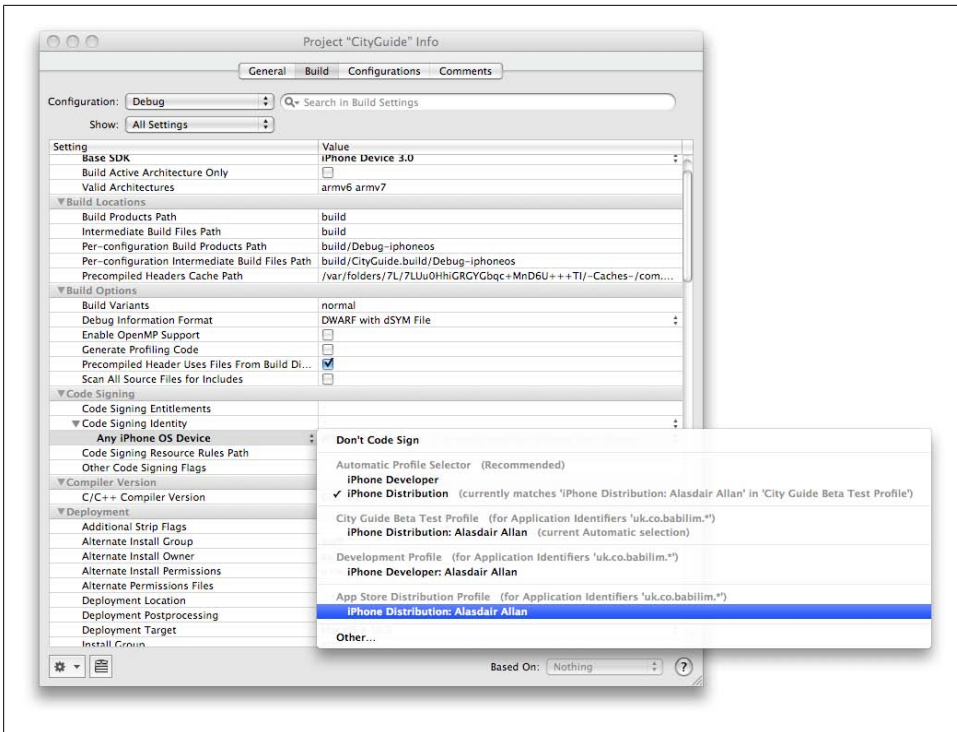 Project “CityGuide” Info
General Build Configurations Comments
Configuration: Debug
Search in Build Settings
Show: All Settings
Setting Value
Base SDK iPhone Device 3.0
Build Active Architecture Only
Valid Architectures armv6 armv7
Build Locations
Build Products Path build
Intermediate Build Files Path build
Per-configuration Build Products Path build/Debug-iphoneos
Per-configuration Intermediate Build Files Path build/CityGuide.build/Debug-iphoneos
Precompiled Headers Cache Path /var/folders/7L/7LUu0HhiGRGYGbqc+MnD6U+++TI/-Caches-/com....
Build Options
Build Variants normal
Debug Information Format DWARF with dSYM File
Enable OpenMP Support
Generate Profiling Code
Precompiled Header Uses Files From Build Di...
Scan All Source Files for Includes
Code Signing
Code Signing Entitlements
Code Signing Identity
Any iPhone OS Device
Code Signing Resource Rules Path
Other Code Signing Flags
Compiler Version
C/C++ Compiler Version
Deployment
Additional Strip Flags
Alternate Install Group
Alternate Install Owner
Alternate Install Permissions
Alternate Permissions Files
Deployment Location
Deployment Postprocessing
Deployment Target
Install Group
Don't Code Sign
Automatic Profile Selector (Recommended)
iPhone Developer
✓ iPhone Distribution (currently matches 'iPhone Distribution: Alasdair Allan' in 'City Guide Beta Test Profile')
City Guide Beta Test Profile (for Application Identifiers 'uk.co.babilim.*')
iPhone Distribution: Alasdair Allan (current Automatic selection)
Development Profile (for Application Identifiers 'uk.co.babilim.*')
iPhone Developer: Alasdair Allan
App Store Distribution Profile (for Application Identifiers 'uk.co.babilim.*')
iPhone Distribution: Alasdair Allan
Other...
Based On: Nothing
?